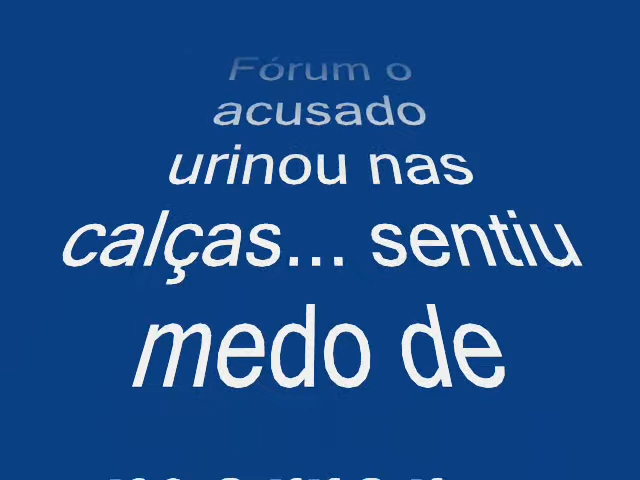 Fórum o
acusado
urinou nas
calças... sentiu
medo de